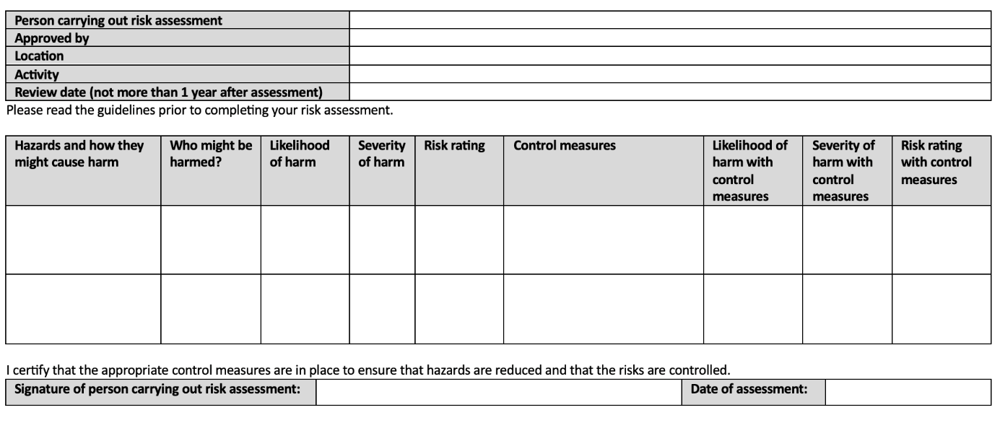 Person carrying out risk assessment
Approved by
Location
Activity
Review date (not more than 1 year after assessment)
Please read the guidelines prior to completing your risk assessment.
Hazards and how they
might cause harm
Who might be
harmed?
Likelihood
of harm
Severity
of harm
Risk rating
Control measures
Likelihood of
harm with
control
measures
Severity of
harm with
control
measures
Risk rating
with control
measures
I certify that the appropriate control measures are in place to ensure that hazards are reduced and that the risks are controlled.
Signature of person carrying out risk assessment:
Date of assessment: